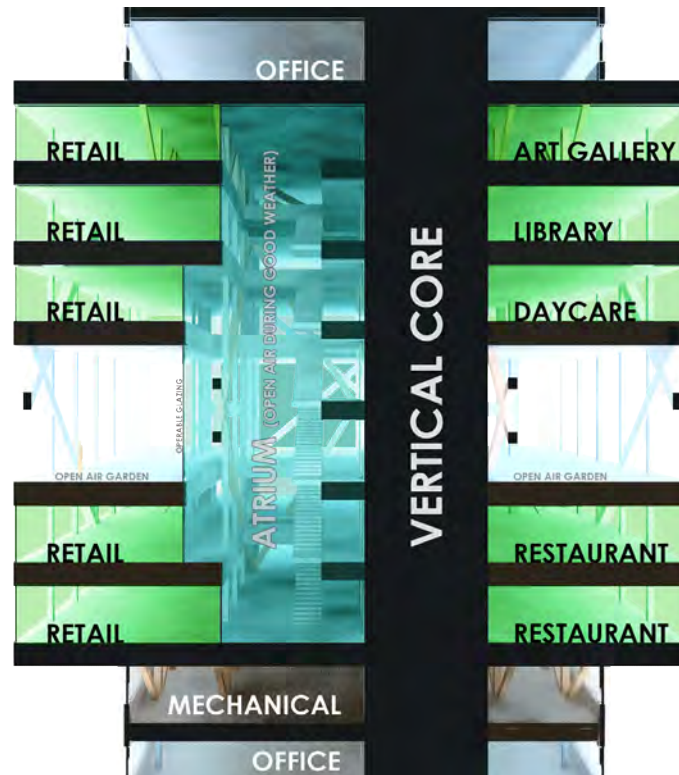 OFFICE
RETAIL
ART GALLERY
RETAIL
LIBRARY
RETAIL
DAYCARE
ATRIUM (OPEN AIR DURING GOOD WEATHER)
VERTICAL CORE
OPERABLE GLAZING
OPEN AIR GARDEN
OPEN AIR GARDEN
RETAIL
RESTAURANT
RETAIL
RESTAURANT
MECHANICAL
OFFICE